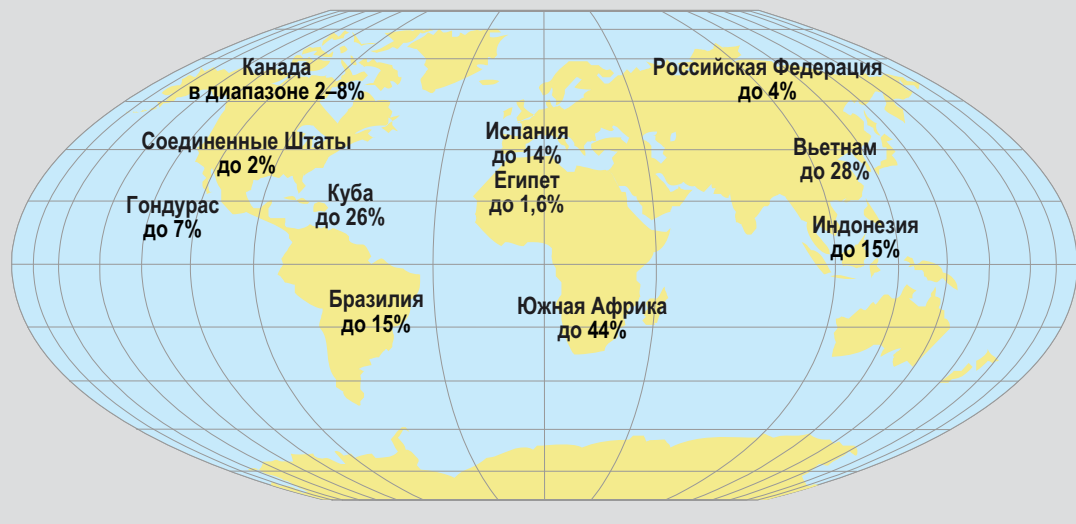 Канада
в диапазоне 2–8%
Российская Федерация
до 4%
Соединенные Штаты
до 2%
Испания
до 14%
Вьетнам
до 28%
Египет
до 1,6%
Куба
до 26%
Гондурас
до 7%
Индонезия
до 15%
Бразилия
до 15%
Южная Африка
до 44%